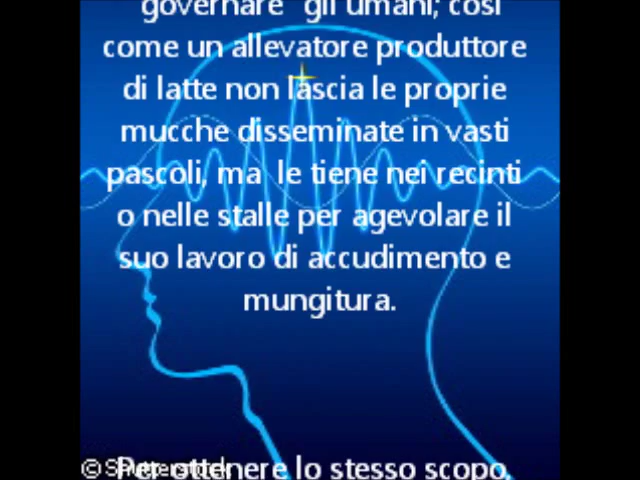 governare  gli umani; così
come un allevatore produttore
di latte non lascia le proprie
mucche disseminate in vasti
pascoli, ma  le tiene nei recinti
o nelle stalle per agevolare il
suo lavoro di accudimento e
mungitura.
© Shutterstock
Per ottenere lo stesso scopo,